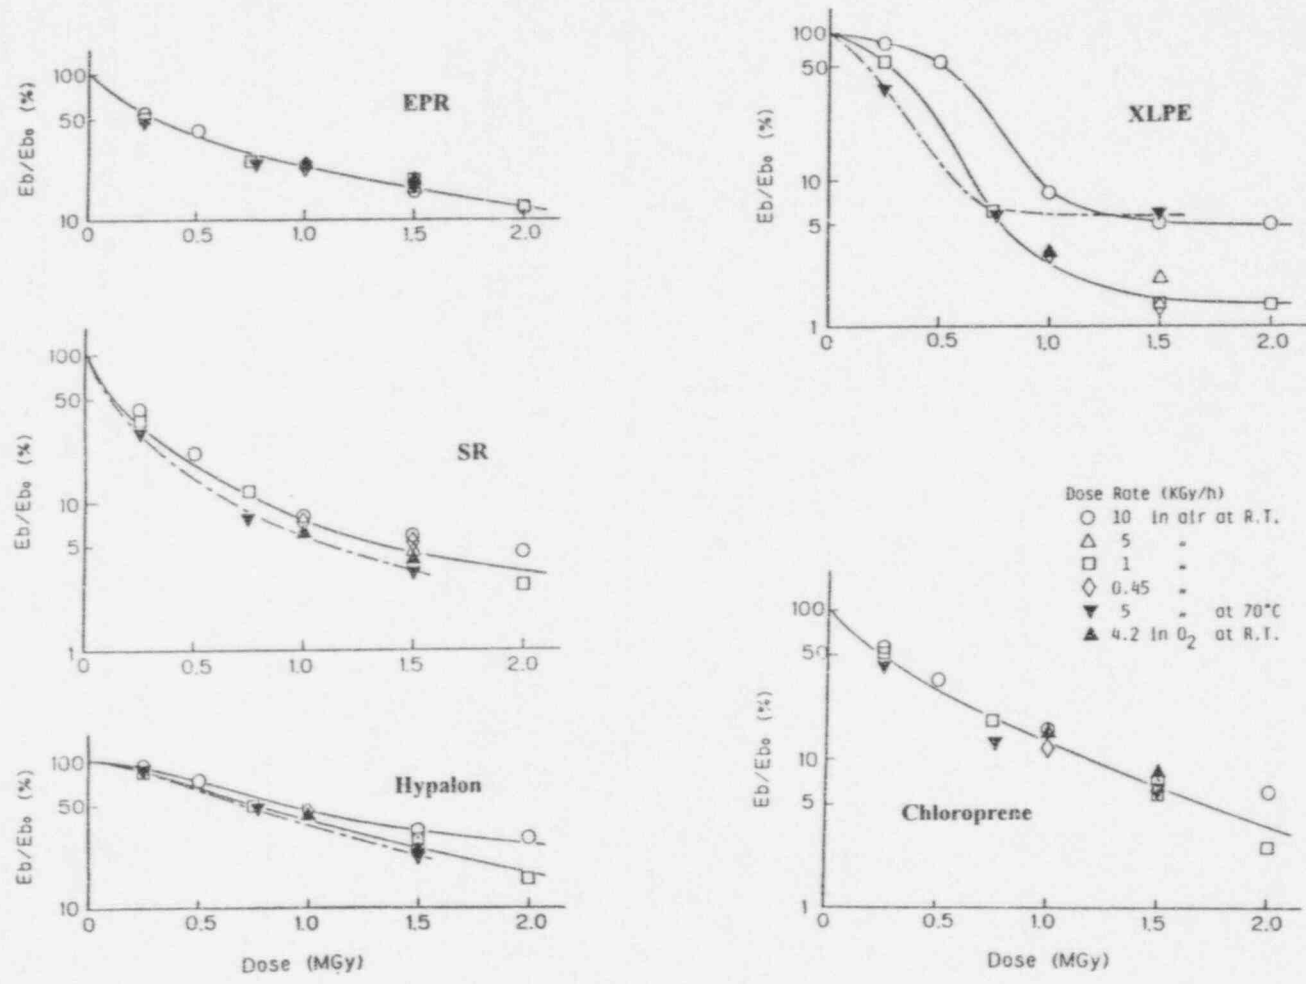 EPR
Eb/Eb₀ (%)
100
50
10
0 0.5 1.0 1.5 2.0
XLPE
Eb/Eb₀ (%)
100
50
10
5
1
0 0.5 1.0 1.5 2.0
SR
Eb/Eb₀ (%)
100
50
10
5
1
0 0.5 1.0 1.5 2.0
Dose Rate (KGy/h)
○ 10 in air at R.T.
△ 5 〃
□ 1 〃
◇ 0.45 〃
▼ 5 〃 at 70°C
▲ 4.2 in O₂ at R.T.
Hypalon
Eb/Eb₀ (%)
100
50
10
0 0.5 1.0 1.5 2.0
Dose (MGy)
Chloroprene
Eb/Eb₀ (%)
100
50
10
5
1
0 0.5 1.0 1.5 2.0
Dose (MGy)